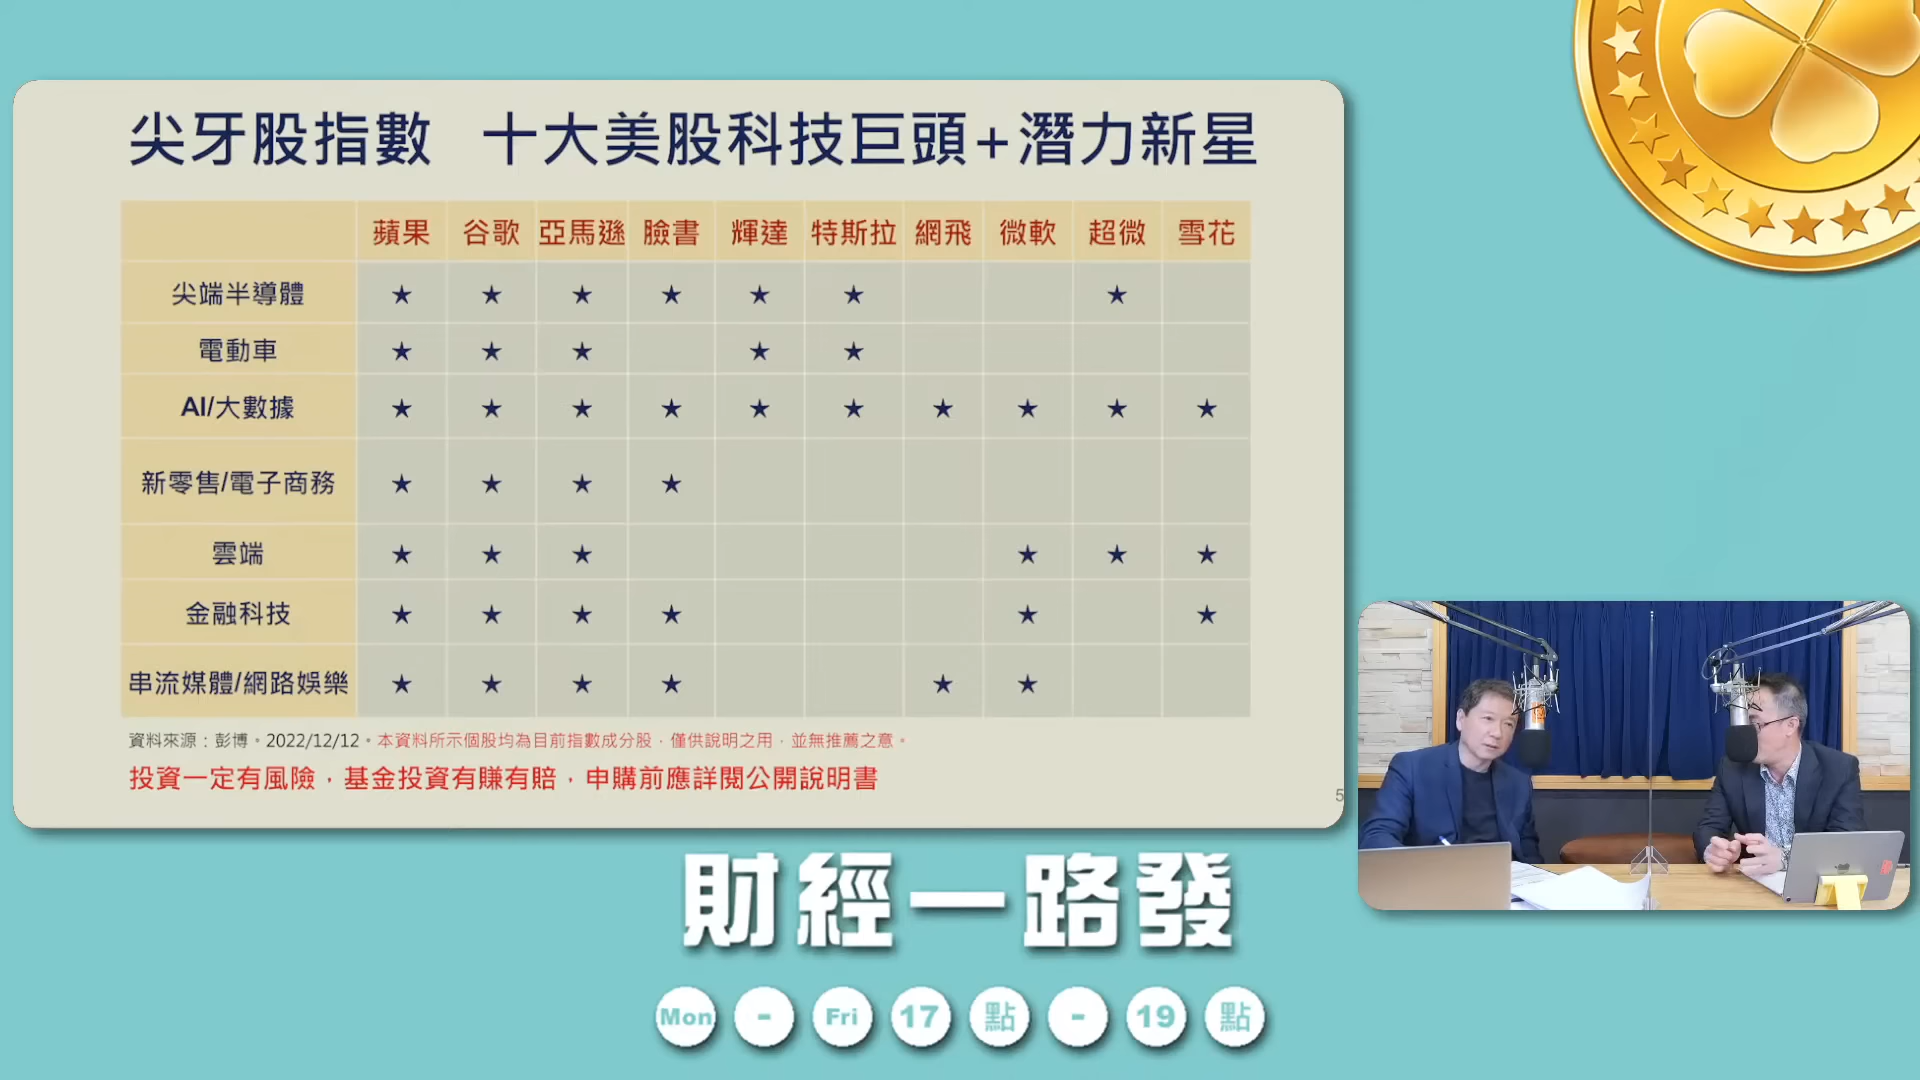 尖牙股指數 十大美股科技巨頭+潛力新星
蘋果 谷歌 亞馬遜 臉書 輝達 特斯拉 網飛 微軟 超微 雪花
尖端半導體 ★ ★ ★ ★ ★ ★ ★
電動車 ★ ★ ★ ★ ★
AI/大數據 ★ ★ ★ ★ ★ ★ ★ ★ ★ ★
新零售/電子商務 ★ ★ ★ ★
雲端 ★ ★ ★ ★ ★ ★
金融科技 ★ ★ ★ ★ ★ ★
串流媒體/網路娛樂 ★ ★ ★ ★ ★ ★
資料來源：彭博。2022/12/12。本資料所示個股均為目前指數成分股，僅供說明之用，並無推薦之意。
投資一定有風險，基金投資有賺有賠，申購前應詳閱公開說明書
5
財經一路發
Mon - Fri 17 點 - 19 點